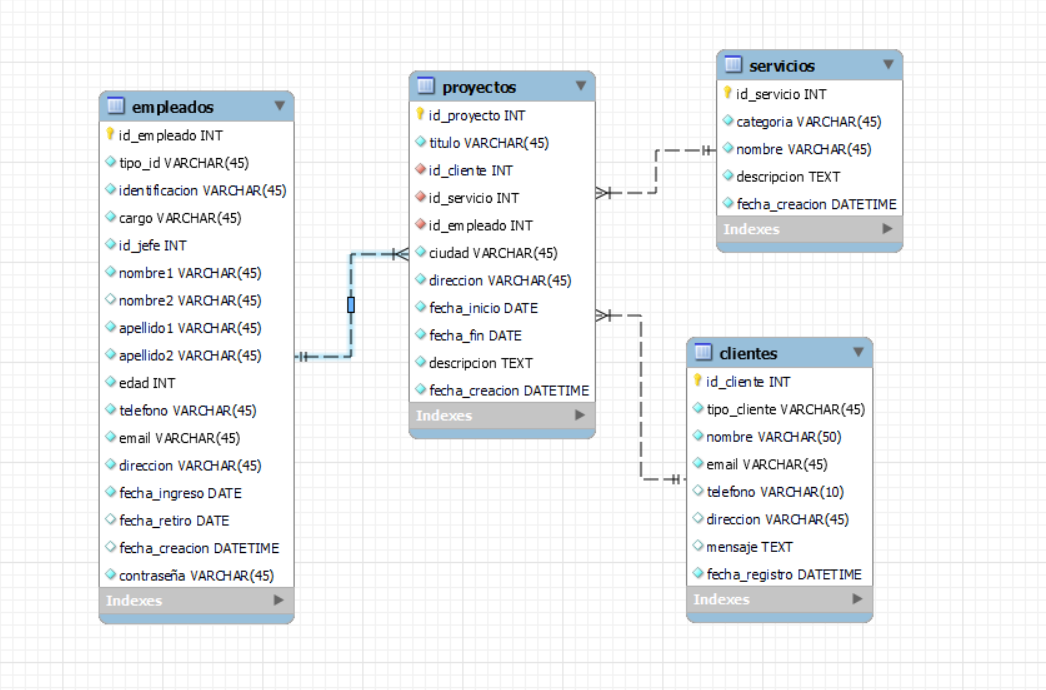 empleados
id_empleado INT
tipo_id VARCHAR(45)
identificacion VARCHAR(45)
cargo VARCHAR(45)
id_jefe INT
nombre1 VARCHAR(45)
nombre2 VARCHAR(45)
apellido1 VARCHAR(45)
apellido2 VARCHAR(45)
edad INT
telefono VARCHAR(45)
email VARCHAR(45)
direccion VARCHAR(45)
fecha_ingreso DATE
fecha_retiro DATE
fecha_creacion DATETIME
contraseña VARCHAR(45)
Indexes
proyectos
id_proyecto INT
titulo VARCHAR(45)
id_cliente INT
id_servicio INT
id_empleado INT
ciudad VARCHAR(45)
direccion VARCHAR(45)
fecha_inicio DATE
fecha_fin DATE
descripcion TEXT
fecha_creacion DATETIME
Indexes
servicios
id_servicio INT
categoria VARCHAR(45)
nombre VARCHAR(45)
descripcion TEXT
fecha_creacion DATETIME
Indexes
clientes
id_cliente INT
tipo_cliente VARCHAR(45)
nombre VARCHAR(50)
email VARCHAR(45)
telefono VARCHAR(10)
direccion VARCHAR(45)
mensaje TEXT
fecha_registro DATETIME
Indexes